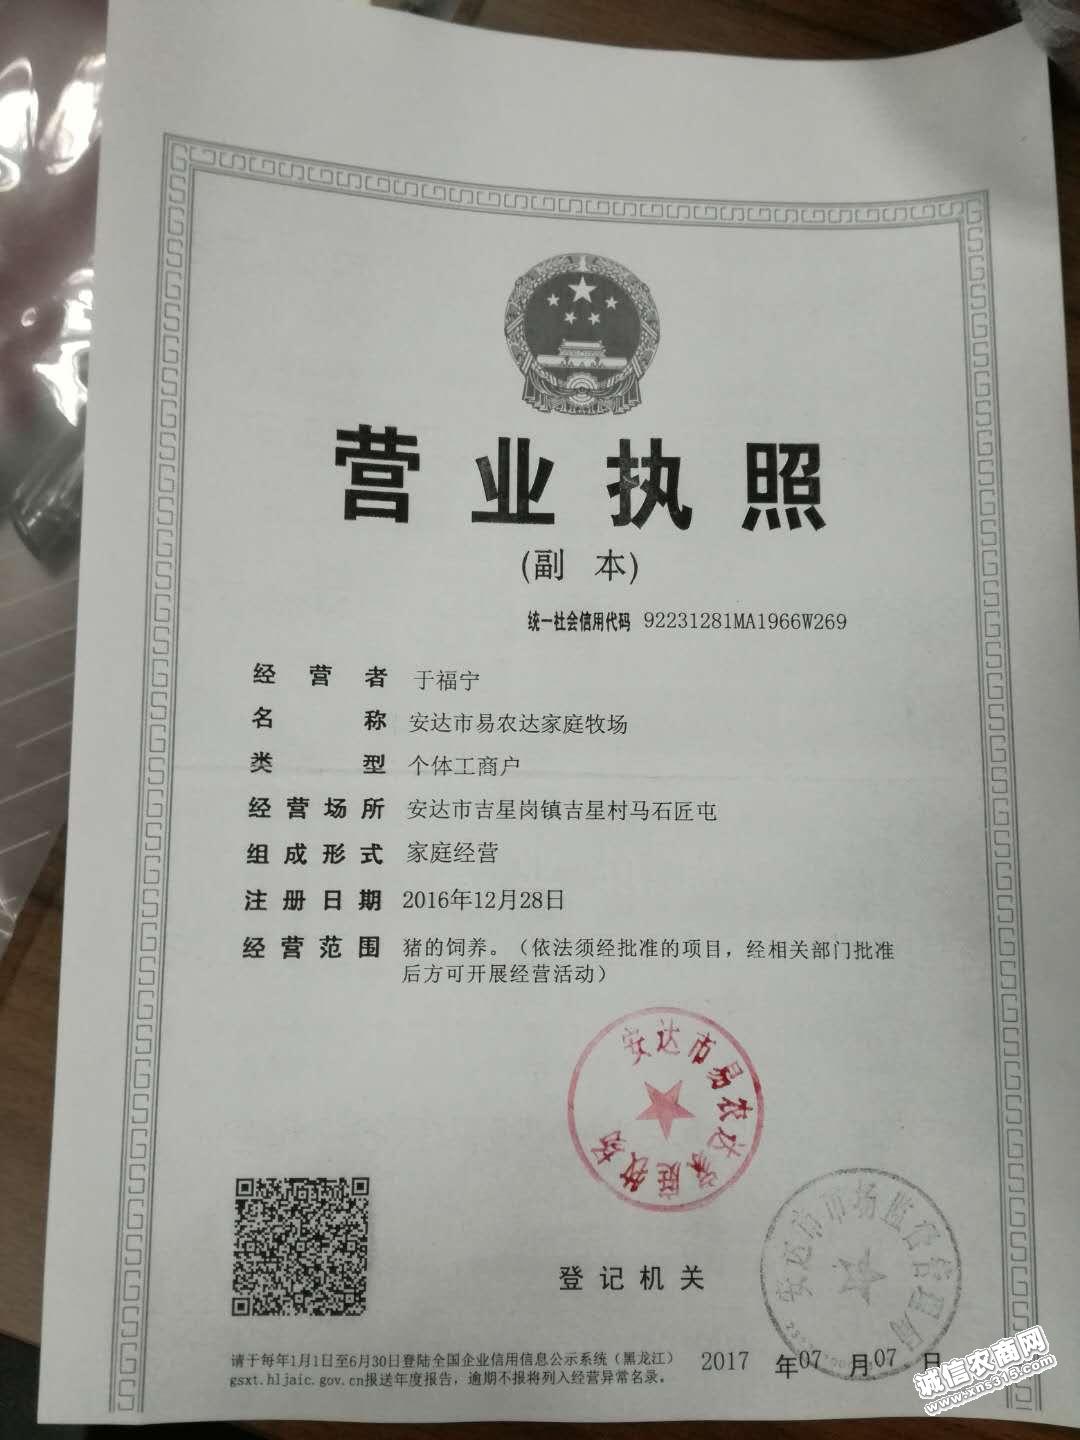 营业执照
(副 本)
统一社会信用代码 92231281MA1966W269
经营者 于福宁
名称 安达市易农达家庭牧场
类型 个体工商户
经营场所 安达市吉星岗镇吉星村马石匠屯
组成形式 家庭经营
注册日期 2016年12月28日
经营范围 猪的饲养。（依法须经批准的项目，经相关部门批准
后方可开展经营活动）
安达市易农达家庭牧场
安达市市场监督管理局
登记机关
请于每年1月1日至6月30日登陆全国企业信用信息公示系统（黑龙江）
gsxt.hljaic.gov.cn报送年度报告，逾期不报将列入经营异常名录。
2017 年07 月07 日
诚信农商网
www.xns315.com